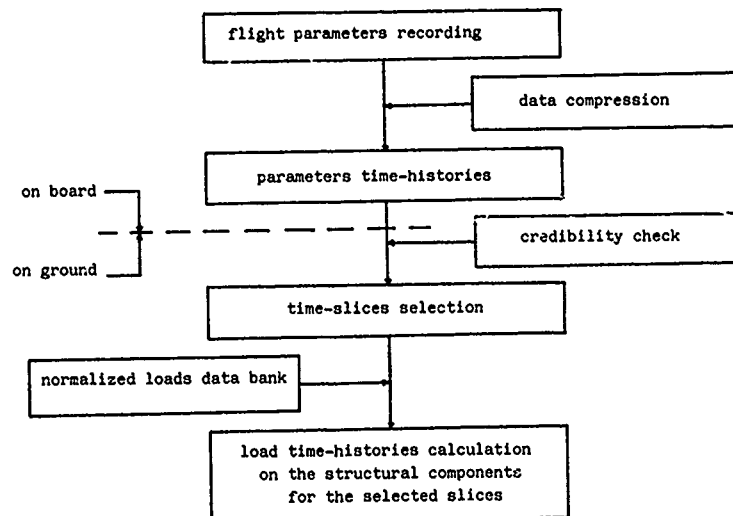 flight parameters recording
data compression
parameters time-histories
on board
credibility check
on ground
time-slices selection
normalized loads data bank
load time-histories calculation
on the structural components
for the selected slices